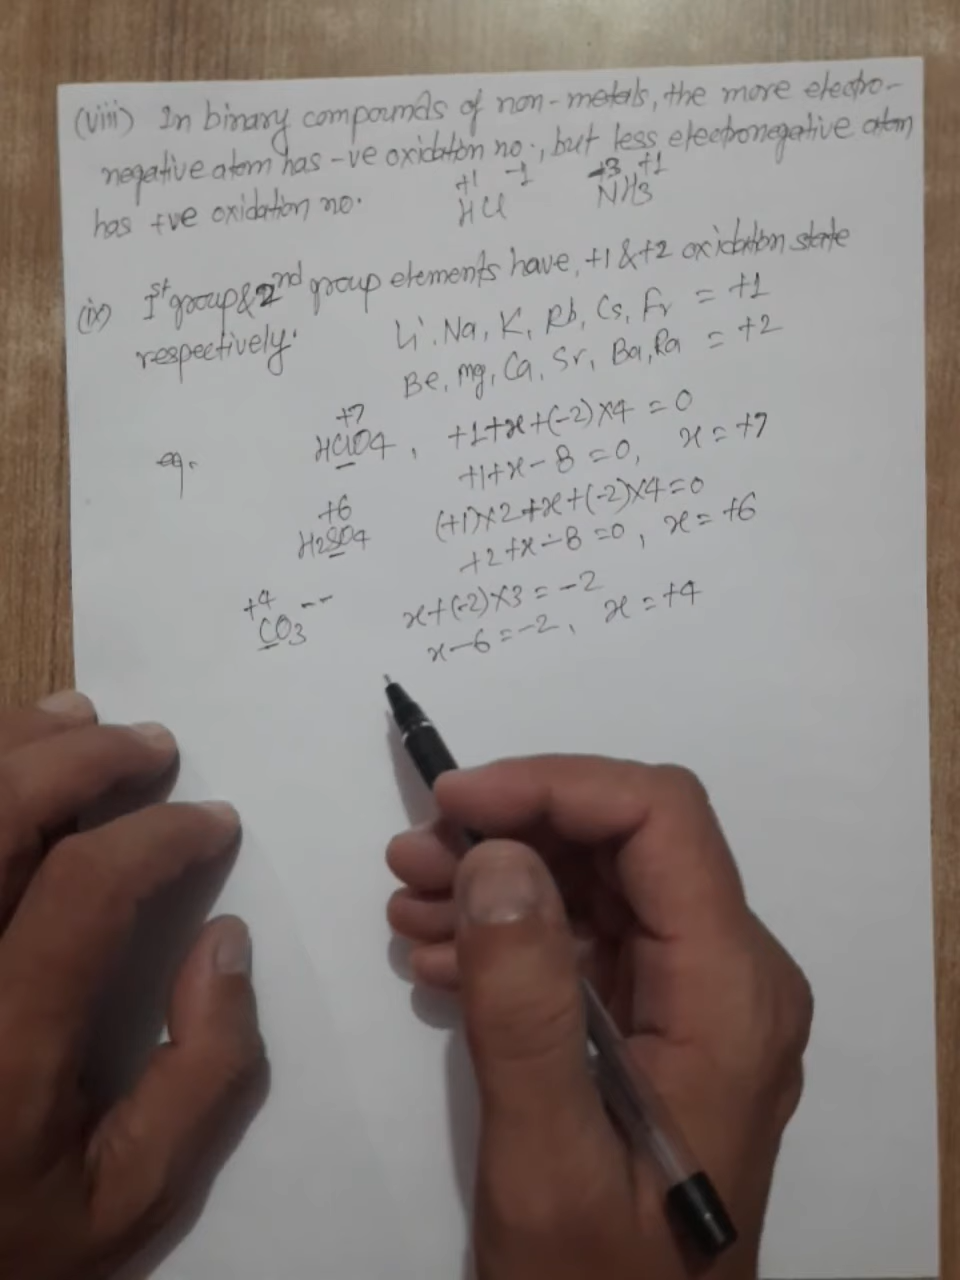 (viii) In binary compounds of non-metals, the more electro-
negative atom has -ve oxidation no., but less electronegative atom
has +ve oxidation no.
+1 -1 -3 +1
HCl NH3
(ix) 1st group & 2nd group elements have, +1 & +2 oxidation state
respectively.
Li, Na, K, Rb, Cs, Fr = +1
Be, Mg, Ca, Sr, Ba, Ra = +2
+7
eg. HClO4, +1+x+(-2)×4 = 0
+1+x-8=0, x=+7
+6
H2SO4 (+1)×2+x+(-2)×4=0
+2+x-8=0, x=+6
+4
CO3-- x+(-2)×3=-2
x-6=-2, x=+4